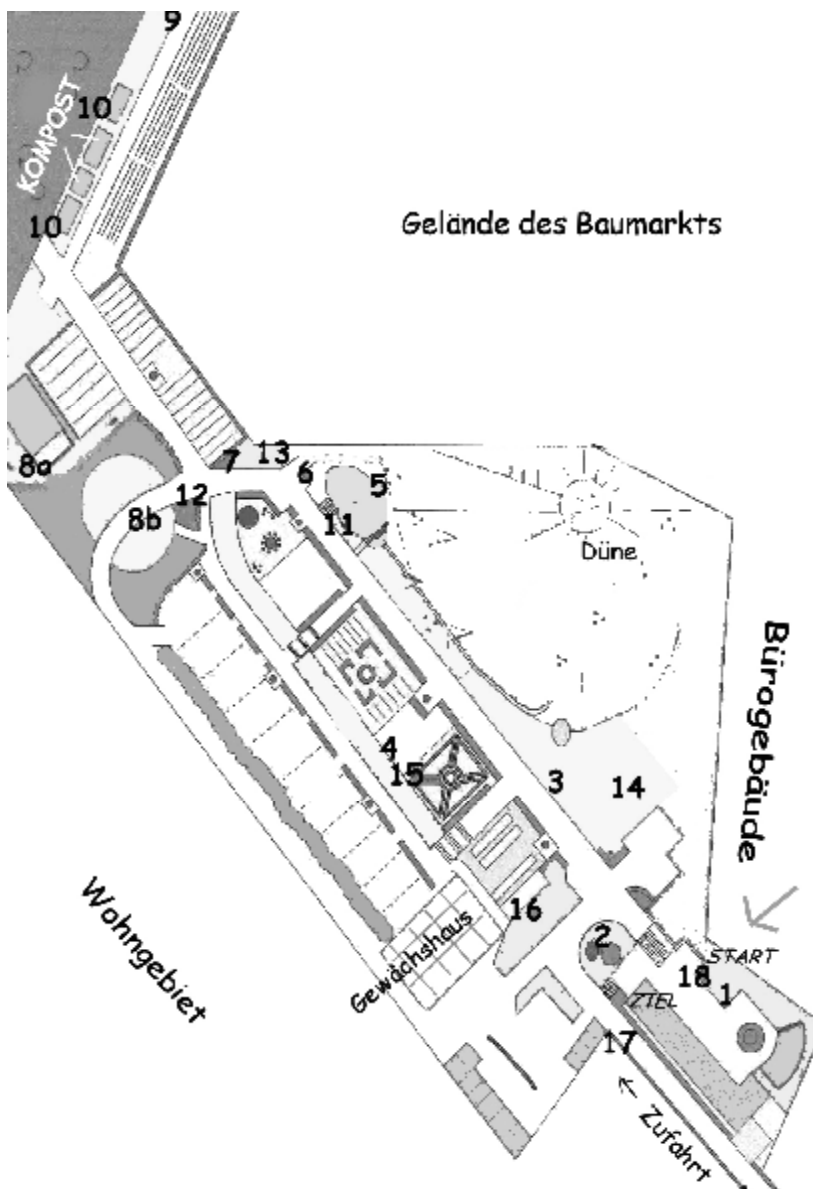 9
10
KOMPOST
10
Gelände des Baumarkts
8a
7
13
6
5
12
8b
11
Düne
Bürogebäude
4
15
3
14
Wohngebiet
Gewächshaus
16
2
START
18
1
ZIEL
17
← Zufahrt